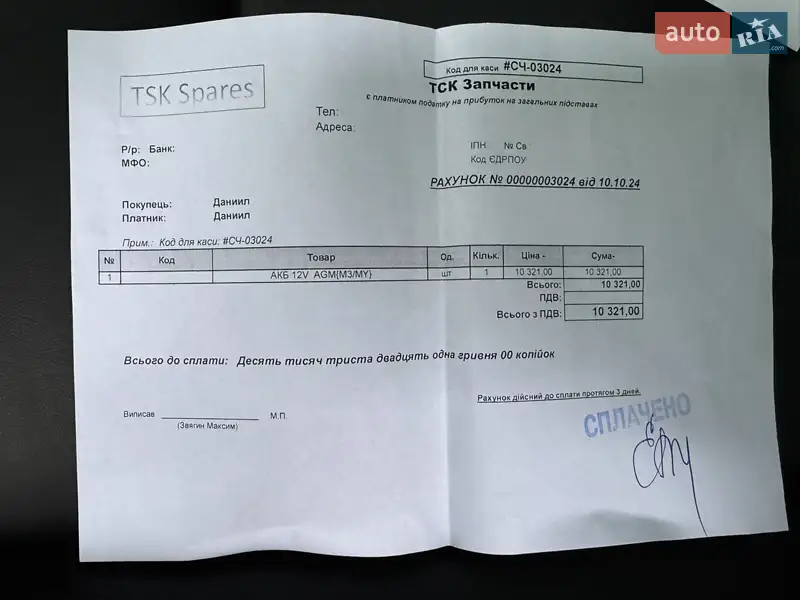 auto RIA .com
Код для каси #СЧ-03024
TSK Spares
ТСК Запчасти
є платником податку на прибуток на загальних підставах
Тел:
Адреса:
ІПН № Св
Код ЄДРПОУ
Р/р: Банк:
МФО:
РАХУНОК № 00000003024 від 10.10.24
Покупець: Даниил
Платник: Даниил
Прим.: Код для каси: #СЧ-03024
№ Код Товар Од. Кільк. Ціна - Сума-
1 АКБ 12V AGM{M3/MY} шт 1 10 321,00 10 321,00
Всього: 10 321,00
ПДВ:
Всього з ПДВ: 10 321,00
Всього до сплати: Десять тисяч триста двадцять одна гривня 00 копійок
Рахунок дійсний до сплати протягом 3 дней.
СПЛАЧЕНО
Виписав М.П.
(Звягин Максим)